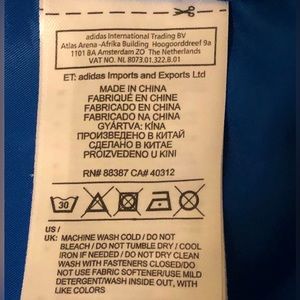 adidas International Trading BV
Atlas Arena -Afrika Building Hoogoorddreef 9a
1101 BA Amsterdam ZO The Netherlands
VAT NO. NL 8073.01.322.B.01
ET: adidas Imports and Exports Ltd
MADE IN CHINA
FABRIQUÉ EN CHINE
FABRICADO EN CHINA
FABRICADO NA CHINA
GYÁRTVA: KÍNA
ПРОИЗВЕДЕНО В КИТАЙ
СДЕЛАНО В КИТАЕ
PROIZVEDENO U KINI
RN# 88387 CA# 40312
30
US /
UK: MACHINE WASH COLD / DO NOT
BLEACH / DO NOT TUMBLE DRY / COOL
IRON IF NEEDED / DO NOT DRY CLEAN
WASH WITH FASTENERS CLOSED/DO
NOT USE FABRIC SOFTENER/USE MILD
DETERGENT/WASH INSIDE OUT, WITH
LIKE COLORS